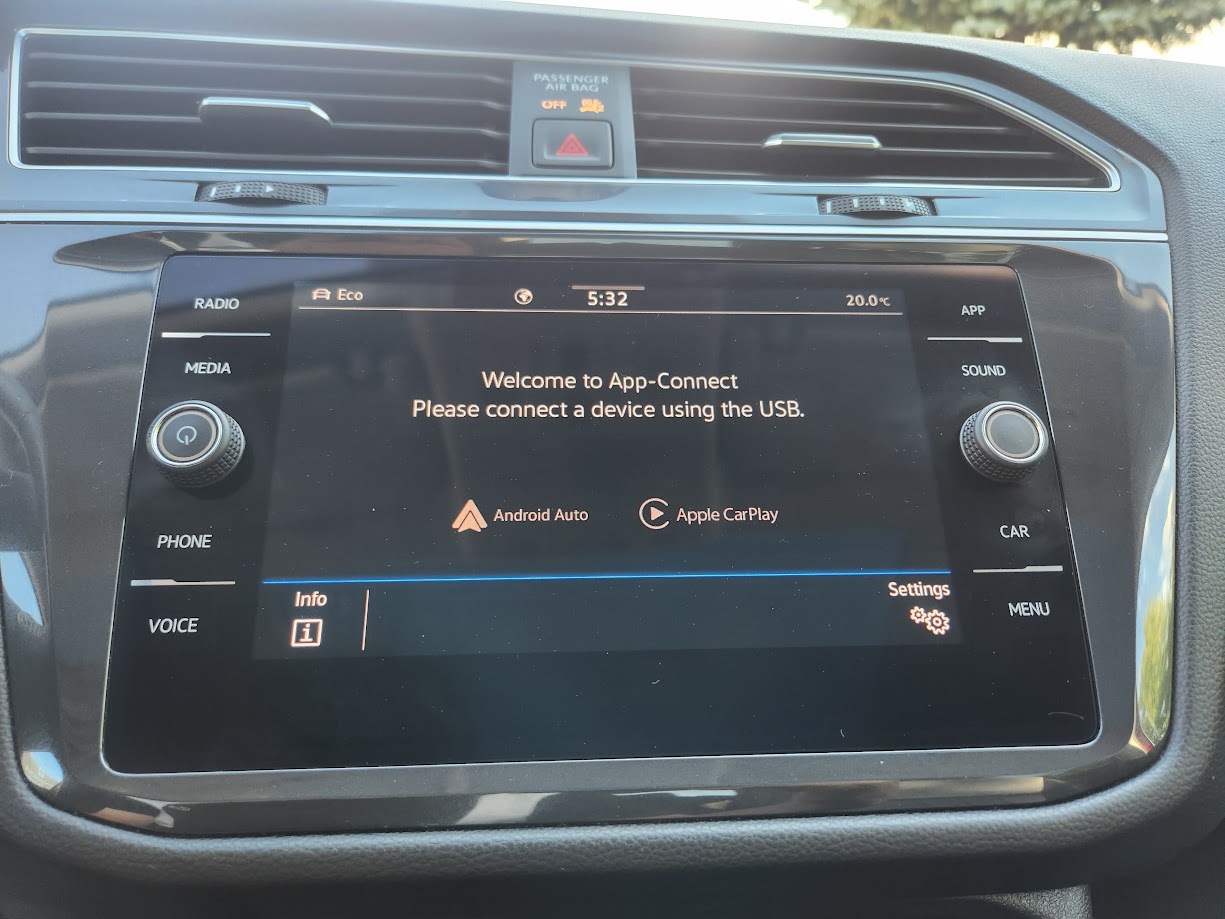 PASSENGER
AIR BAG
OFF
RADIO
MEDIA
PHONE
VOICE
Eco
5:32
20.0°C
Welcome to App-Connect
Please connect a device using the USB.
Android Auto
Apple CarPlay
Info
i
Settings
APP
SOUND
CAR
MENU